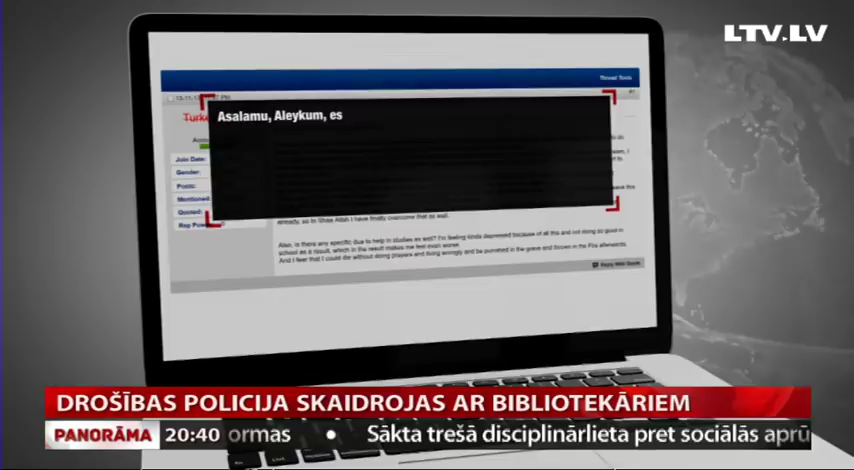 LTV.LV
Thread Tools
#1
Asalamu, Aleykum, es
Join Date:
Gender:
Posts:
Mentioned:
Quoted:
already, so In Shaa Allah I have finally overcome that as well.
Also, is there any specific due to help in studies as well? I'm feeling kinda depressed because of all this and not doing so good in
school as a result, which in the result makes me feel even worse.
And I feel that I could die without doing prayers and living wrongly and be punished in the grave and thrown in the Fire afterwards.
Reply With Quote
DROŠĪBAS POLICIJA SKAIDROJAS AR BIBLIOTEKĀRIEM
PANORĀMA 20:40 ormas • Sākta trešā disciplinārlieta pret sociālās aprū